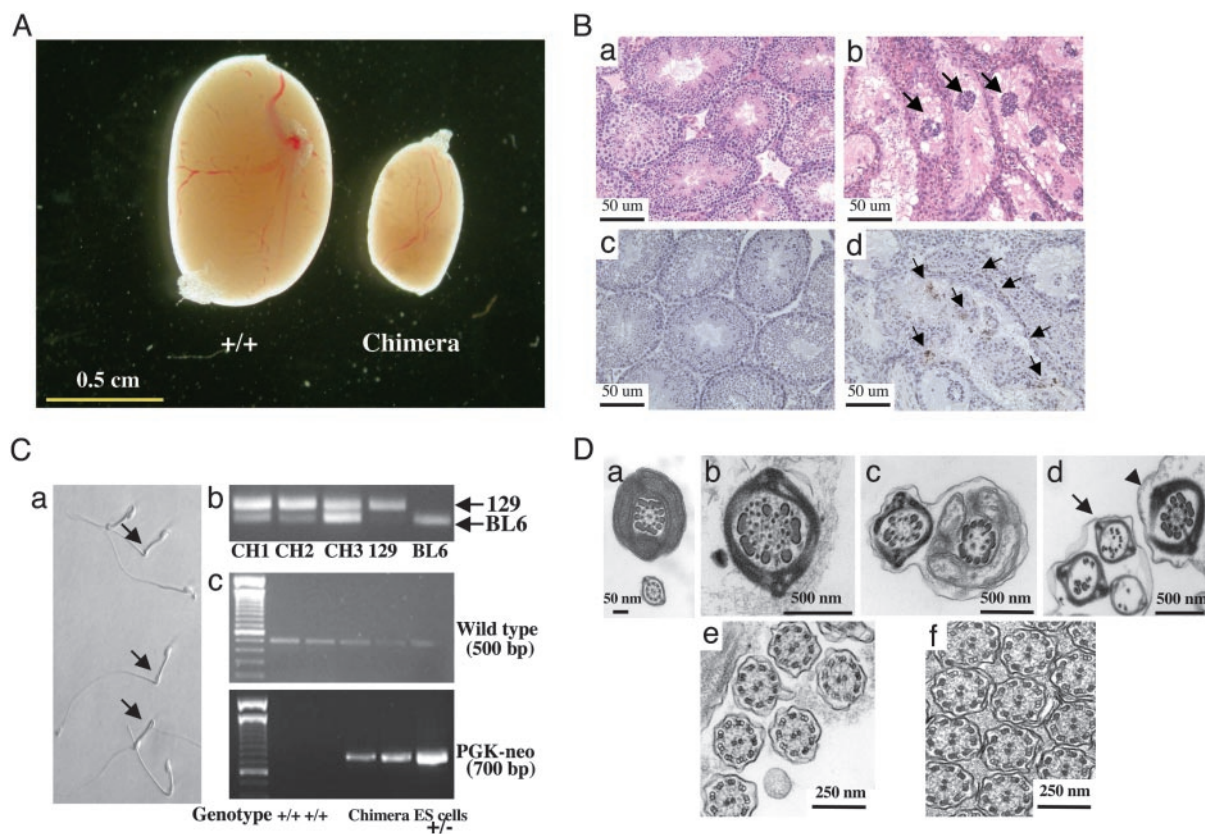 A
+/+
Chimera
0.5 cm
B
a
50 um
b
50 um
c
50 um
d
50 um
C
a
b
129
BL6
CH1 CH2 CH3 129 BL6
c
Wild type
(500 bp)
PGK-neo
(700 bp)
Genotype +/+ +/+ Chimera ES cells
+/-
D
a
50 nm
b
500 nm
c
500 nm
d
500 nm
e
250 nm
f
250 nm